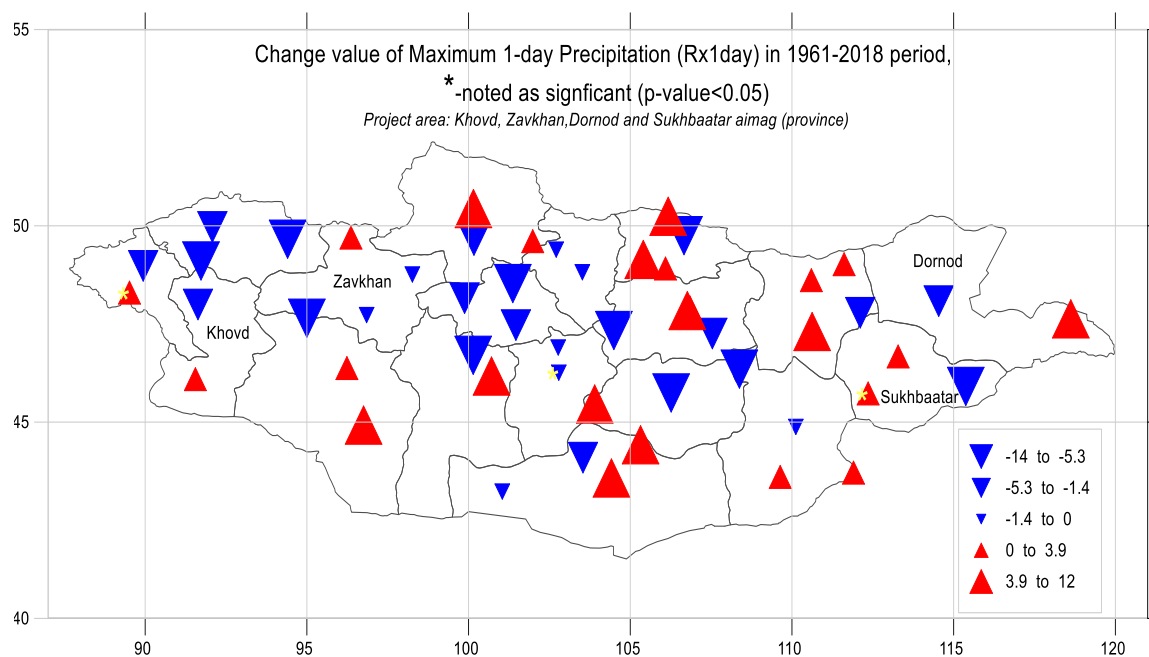 55
Change value of Maximum 1-day Precipitation (Rx1day) in 1961-2018 period,
*-noted as signficant (p-value<0.05)
Project area: Khovd, Zavkhan,Dornod and Sukhbaatar aimag (province)
50
Dornod
Zavkhan
Khovd
Sukhbaatar
45
-14 to -5.3
-5.3 to -1.4
-1.4 to 0
0 to 3.9
3.9 to 12
40
90 95 100 105 110 115 120